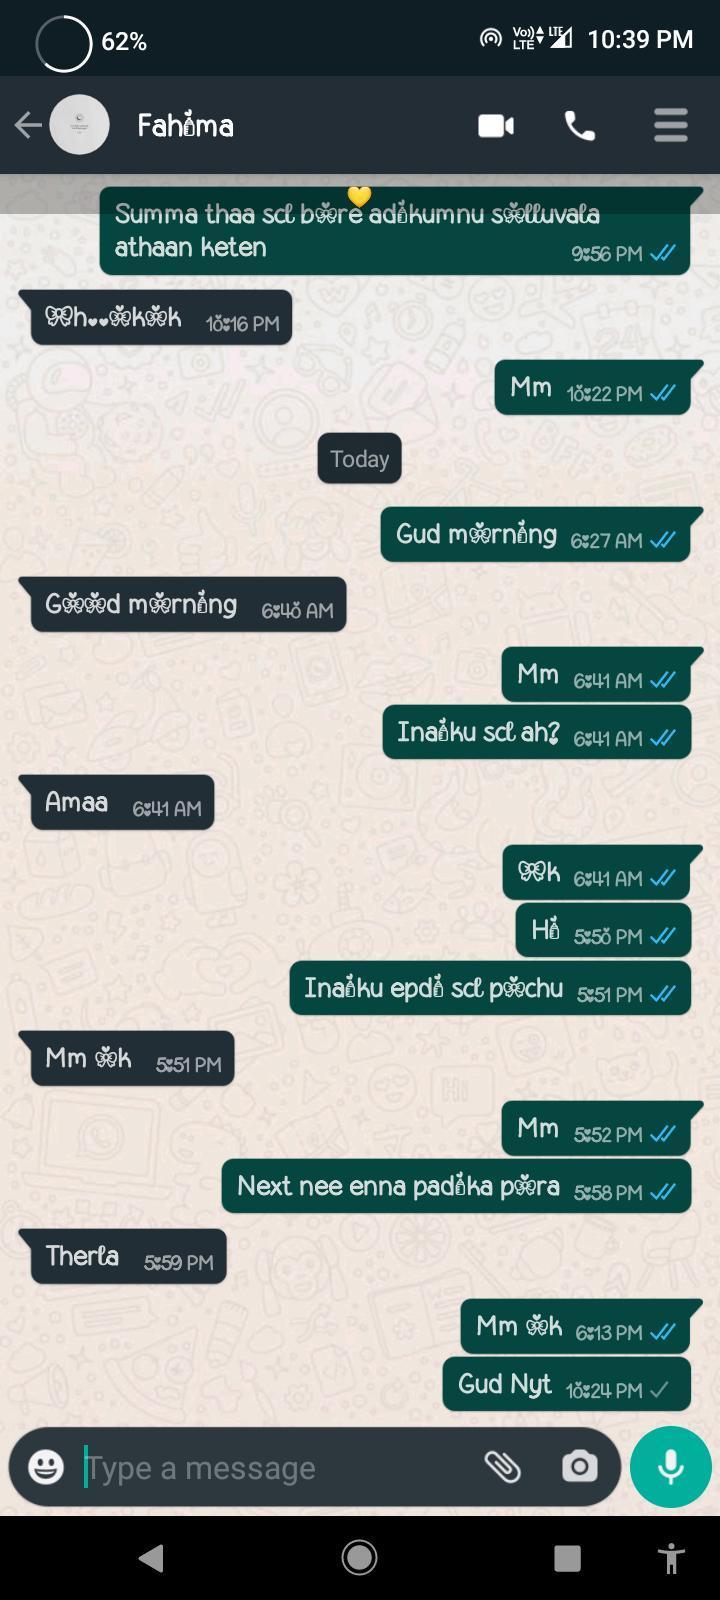 62%
Vo)) LTE LTE 10:39 PM
Fahima
Summa thaa sclboore adikumnu solluvala
athaan keten 9:56 PM
Oh..okok 10:16 PM
Mm 10:22 PM
Today
Gud morning 6:27 AM
Good morning 6:40 AM
Mm 6:41 AM
Inaiku scl ah? 6:41 AM
Amaa 6:41 AM
Ok 6:41 AM
Hi 5:50 PM
Inaiku epdi scl pochu 5:51 PM
Mm ok 5:51 PM
Mm 5:52 PM
Next nee enna padika pora 5:58 PM
Therla 5:59 PM
Mm ok 6:13 PM
Gud Nyt 10:24 PM
Type a message